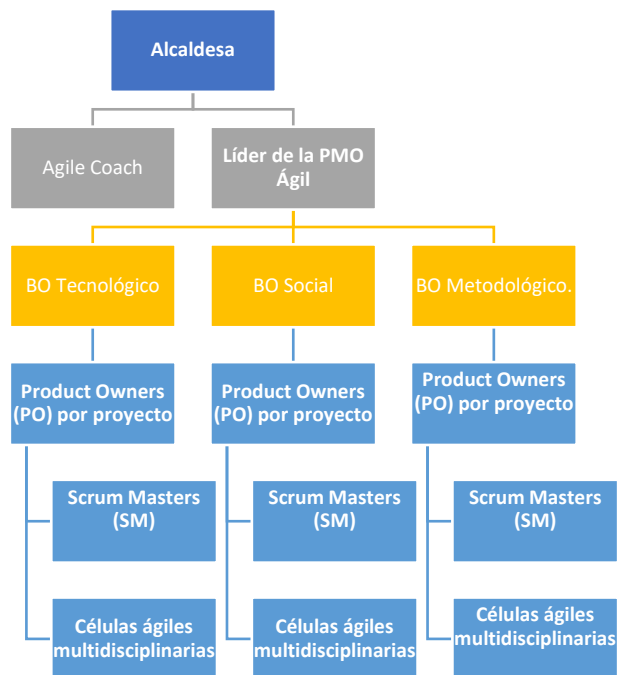 Alcaldesa
Agile Coach
Líder de la PMO
Ágil
BO Tecnológico
BO Social
BO Metodológico.
Product Owners
(PO) por proyecto
Product Owners
(PO) por proyecto
Product Owners
(PO) por proyecto
Scrum Masters
(SM)
Scrum Masters
(SM)
Scrum Masters
(SM)
Células ágiles
multidisciplinarias
Células ágiles
multidisciplinarias
Células ágiles
multidisciplinarias